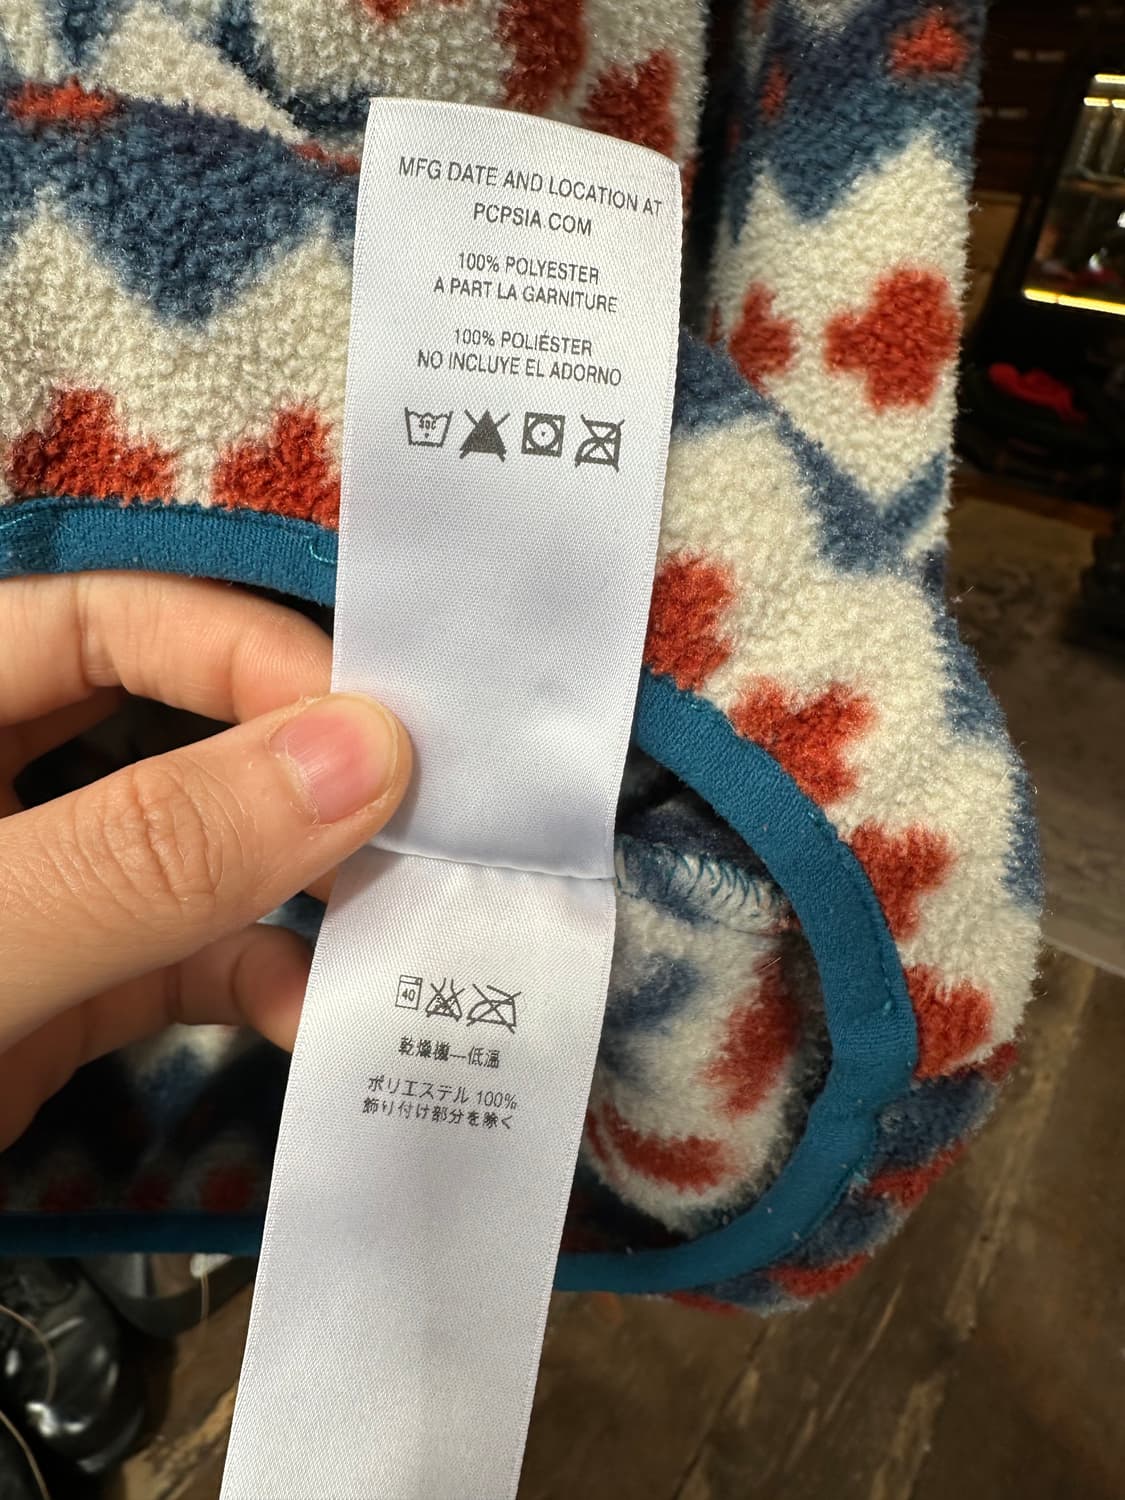 MFG DATE AND LOCATION AT
PCPSIA.COM
100% POLYESTER
A PART LA GARNITURE
100% POLIÉSTER
NO INCLUYE EL ADORNO
30C
40
乾燥機—低温
ポリエステル 100%
飾り付け部分を除く